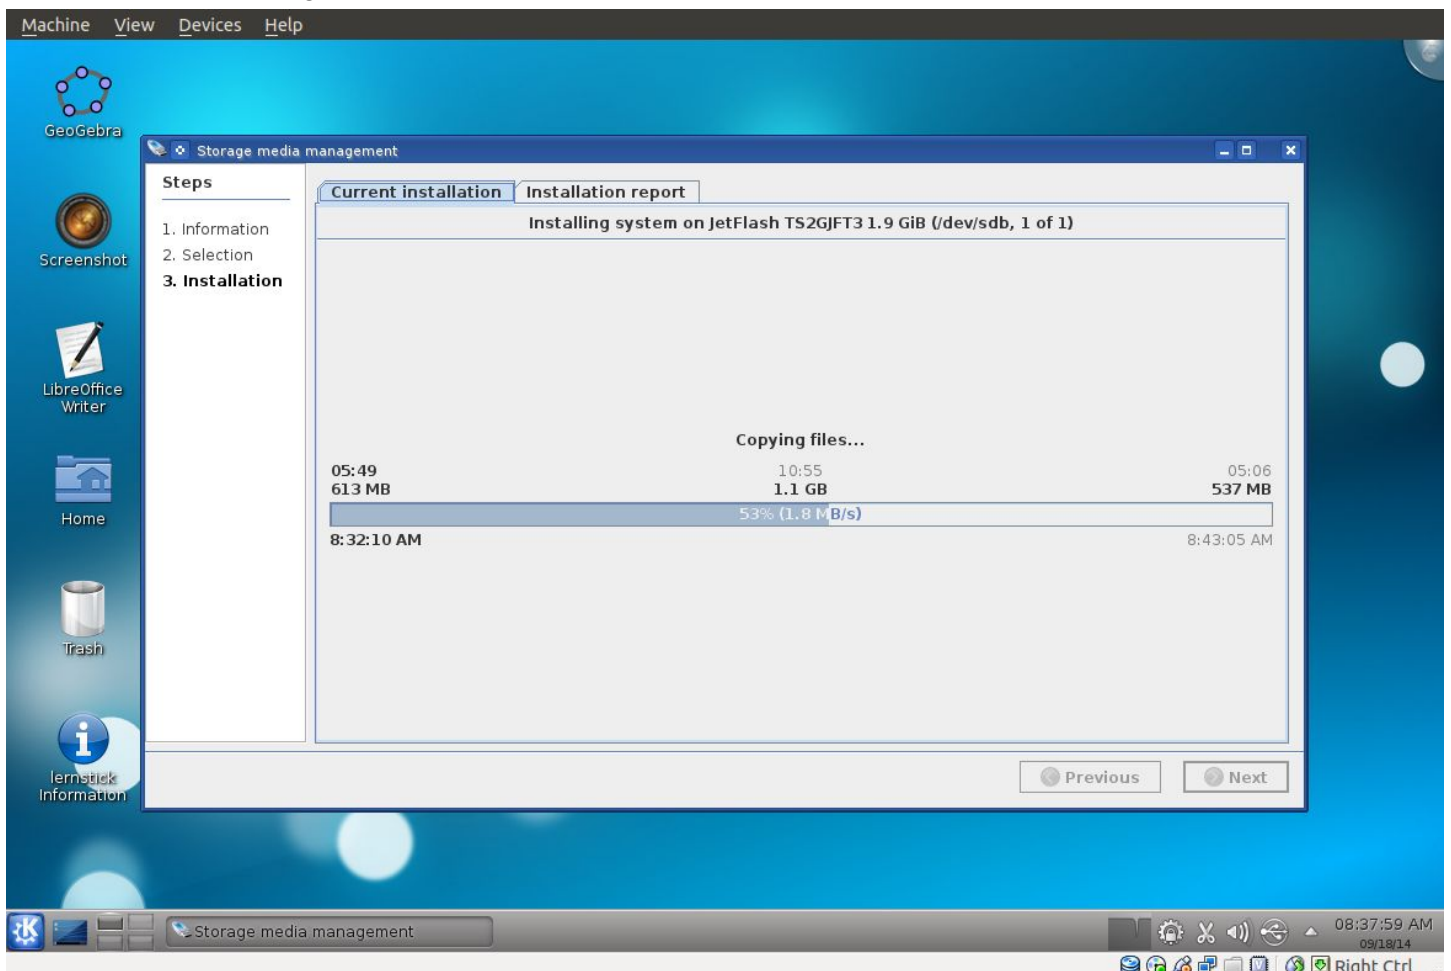 Machine View Devices Help
GeoGebra
Screenshot
LibreOffice
Writer
Home
Trash
lernstick
Information
Storage media management
Steps
1. Information
2. Selection
3. Installation
Current installation Installation report
Installing system on JetFlash TS2GJFT3 1.9 GiB (/dev/sdb, 1 of 1)
Copying files...
05:49 10:55 05:06
613 MB 1.1 GB 537 MB
53% (1.8 MB/s)
8:32:10 AM 8:43:05 AM
Previous Next
Storage media management
08:37:59 AM
09/18/14
Right Ctrl